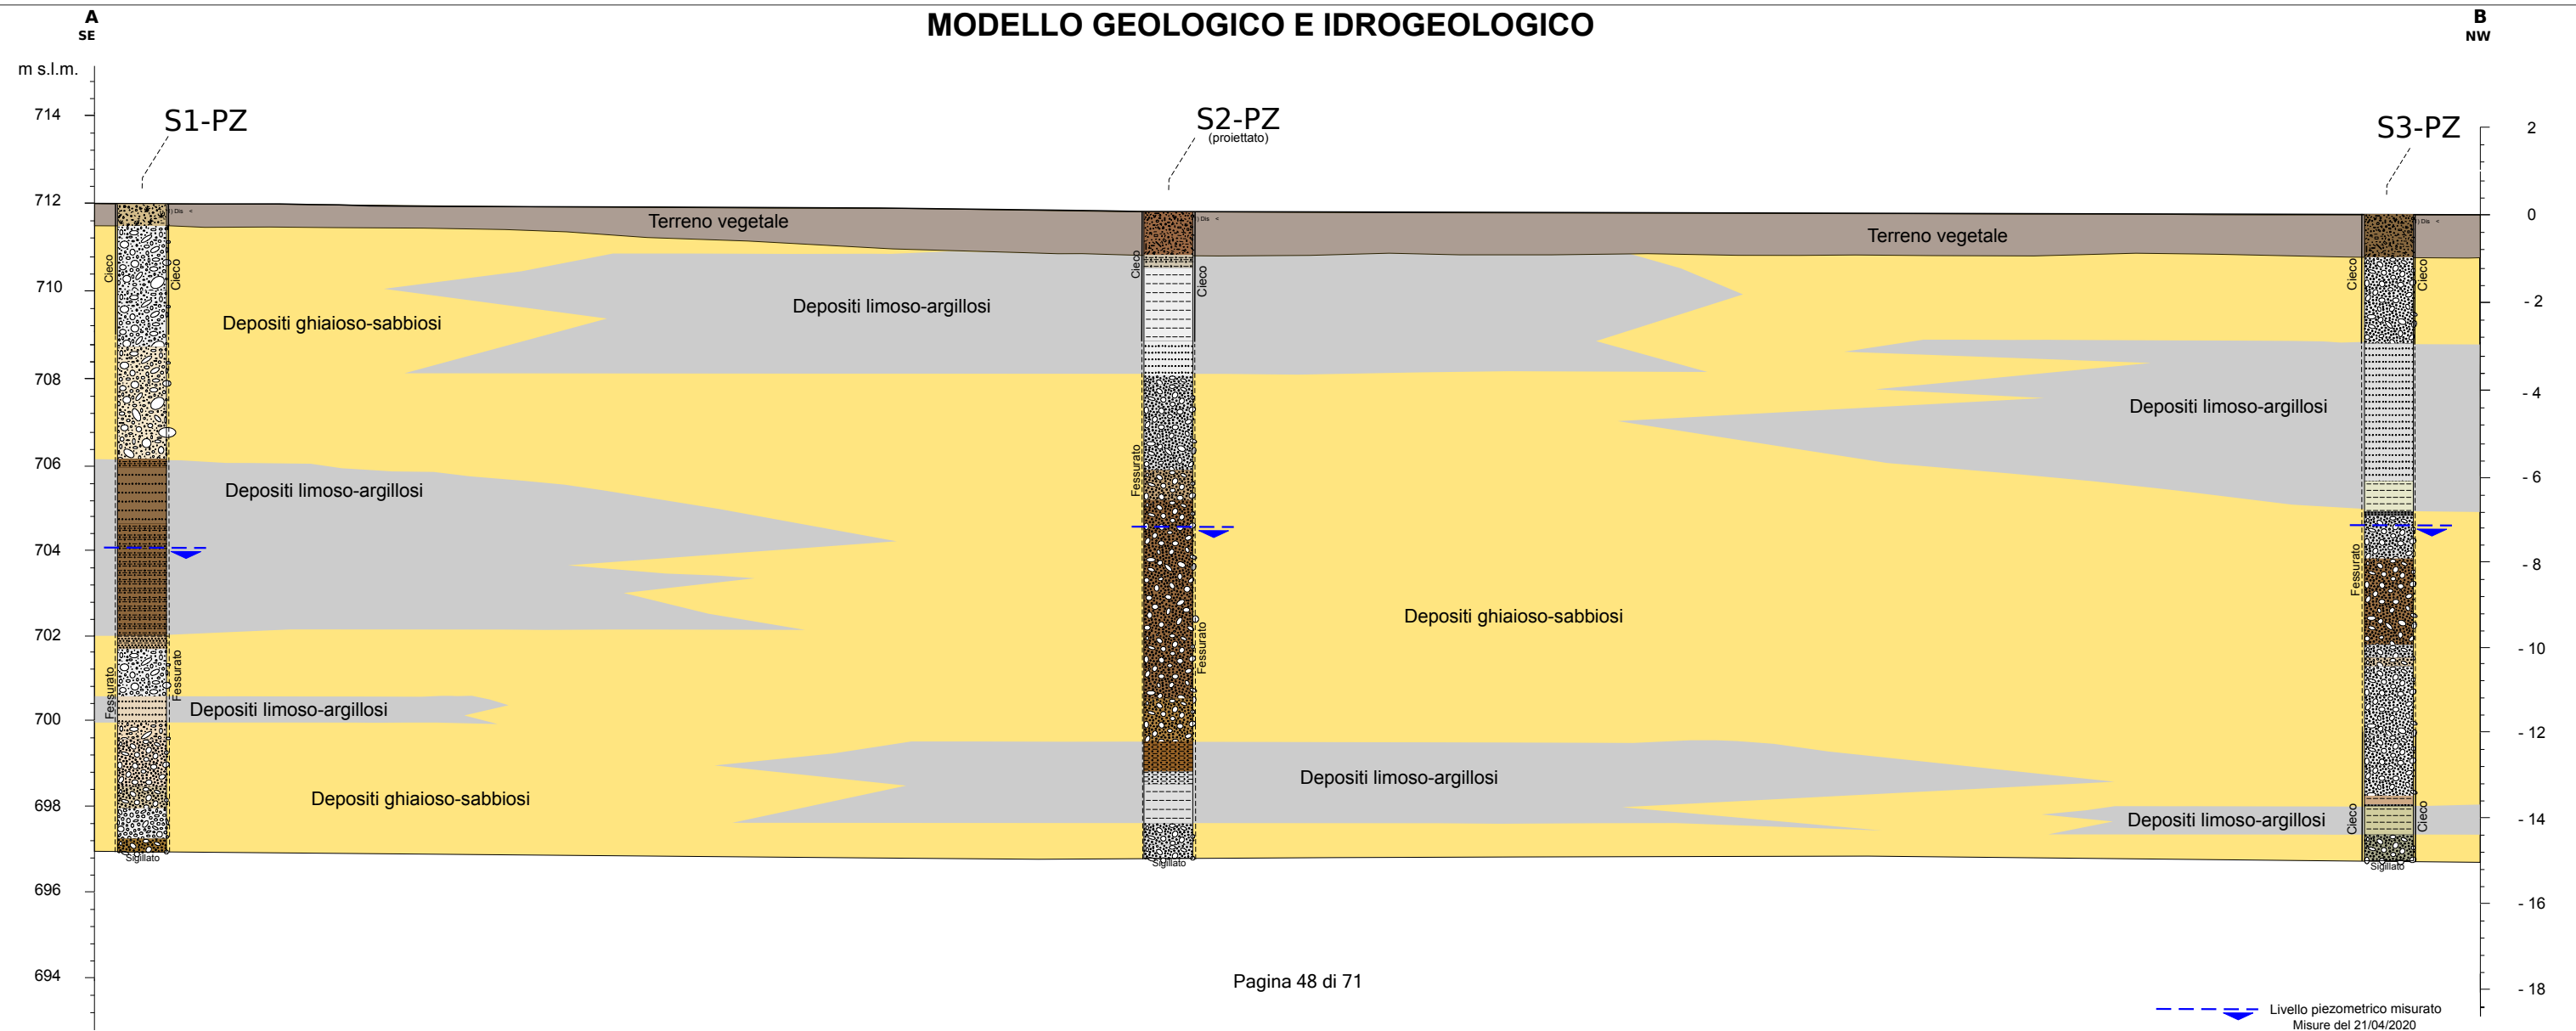 A
SE
MODELLO GEOLOGICO E IDROGEOLOGICO
B
NW
m s.l.m.
714
712
710
708
706
704
702
700
698
696
694
S1-PZ
S2-PZ
(proiettato)
S3-PZ
2
0
- 2
- 4
- 6
- 8
- 10
- 12
- 14
- 16
- 18
Terreno vegetale
Terreno vegetale
Depositi limoso-argillosi
Depositi ghiaioso-sabbiosi
Depositi limoso-argillosi
Depositi limoso-argillosi
Depositi ghiaioso-sabbiosi
Depositi limoso-argillosi
Depositi limoso-argillosi
Depositi ghiaioso-sabbiosi
Depositi limoso-argillosi
Cieco
Cieco
Fessurato
Fessurato
Sigillato
Cieco
Cieco
Fessurato
Fessurato
Sigillato
Cieco
Cieco
Fessurato
Cieco
Cieco
Sigillato
Pagina 48 di 71
Livello piezometrico misurato
Misure del 21/04/2020